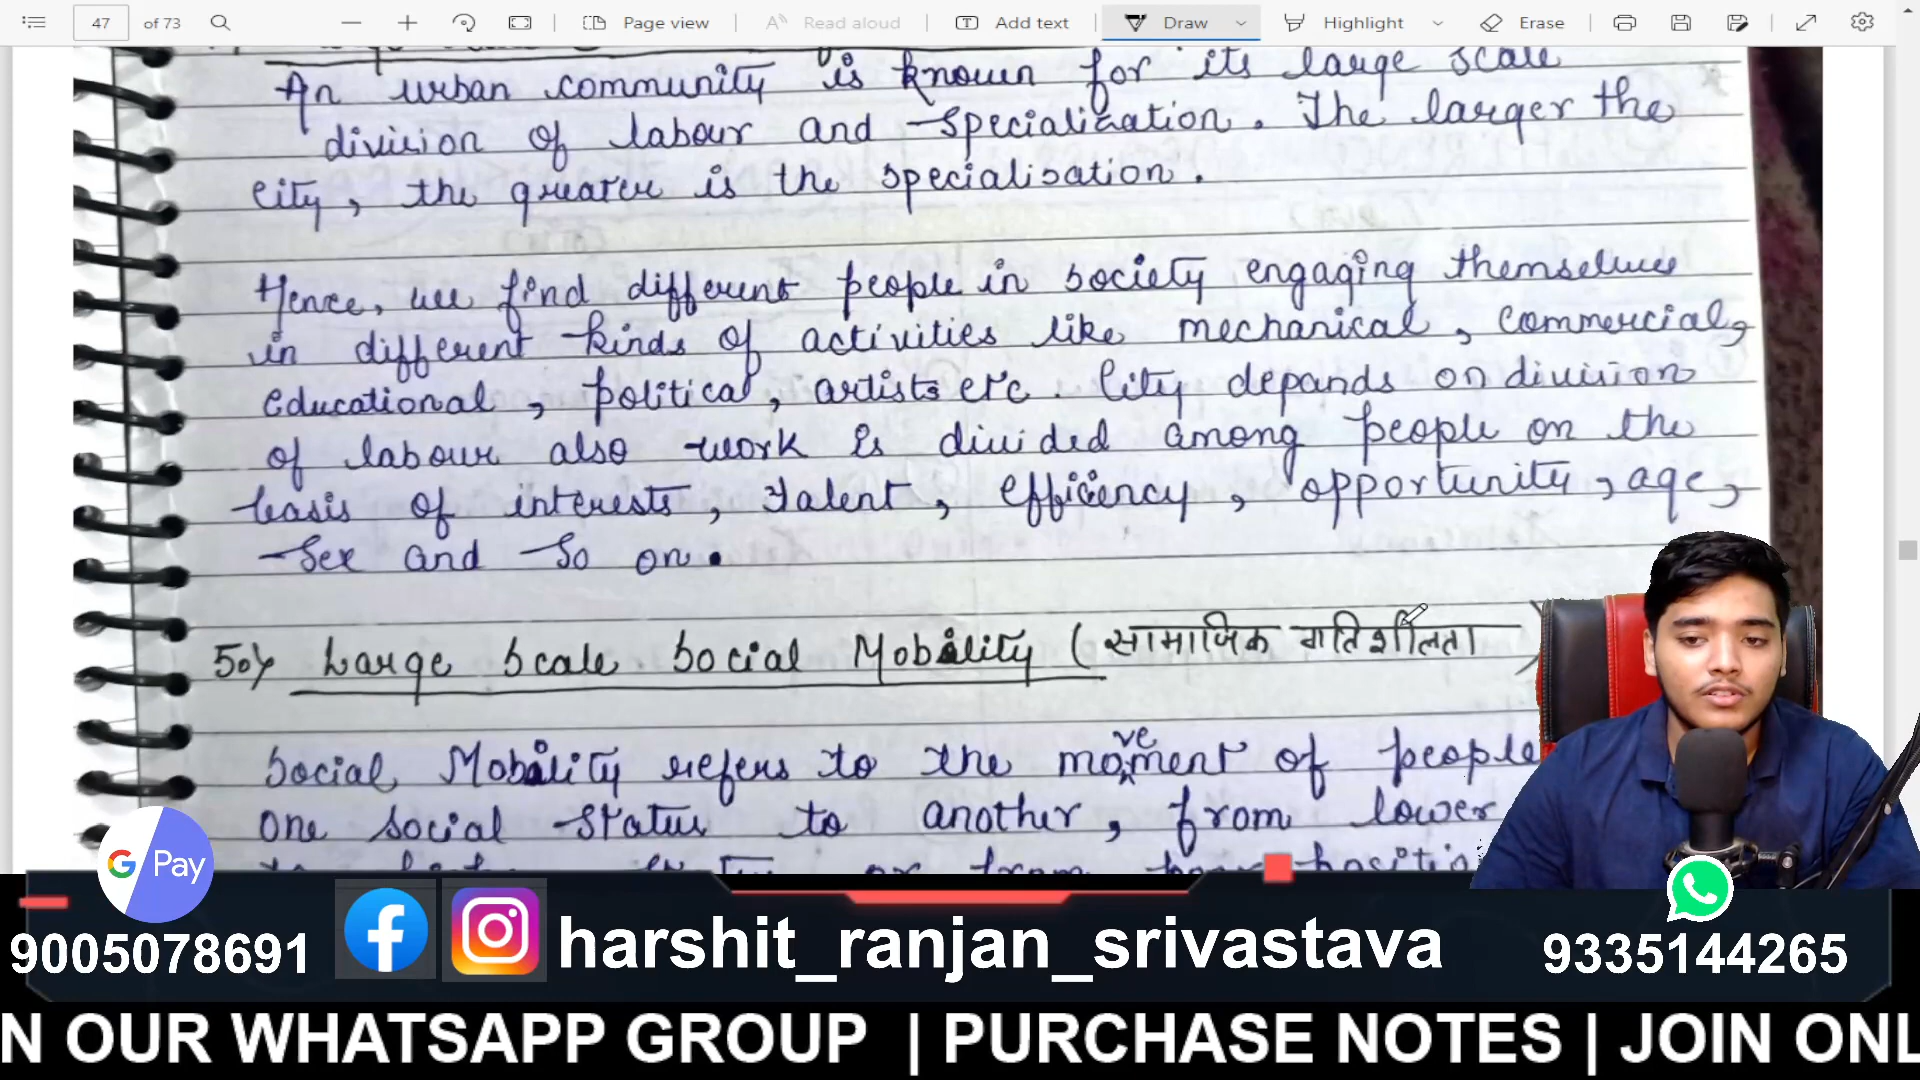 47 of 73 Page view Read aloud Add text Draw Highlight Erase
An urban community is known for its large scale
division of labour and specialization. The larger the
city, the greater is the specialisation.
Hence, we find different people in society engaging themselves
in different kinds of activities like mechanical, commercial,
educational, political, artists etc. City depands on division
of labour also work is divided among people on the
basis of interests, talent, efficiency, opportunity, age,
Sex and So on.
5⟩ Large Scale Social Mobility (सामाजिक गतिशीलता)
Social Mobility refers to the movement of people
one social status to another, from lower
G Pay
9005078691
harshit_ranjan_srivastava
9335144265
N OUR WHATSAPP GROUP | PURCHASE NOTES | JOIN ONL